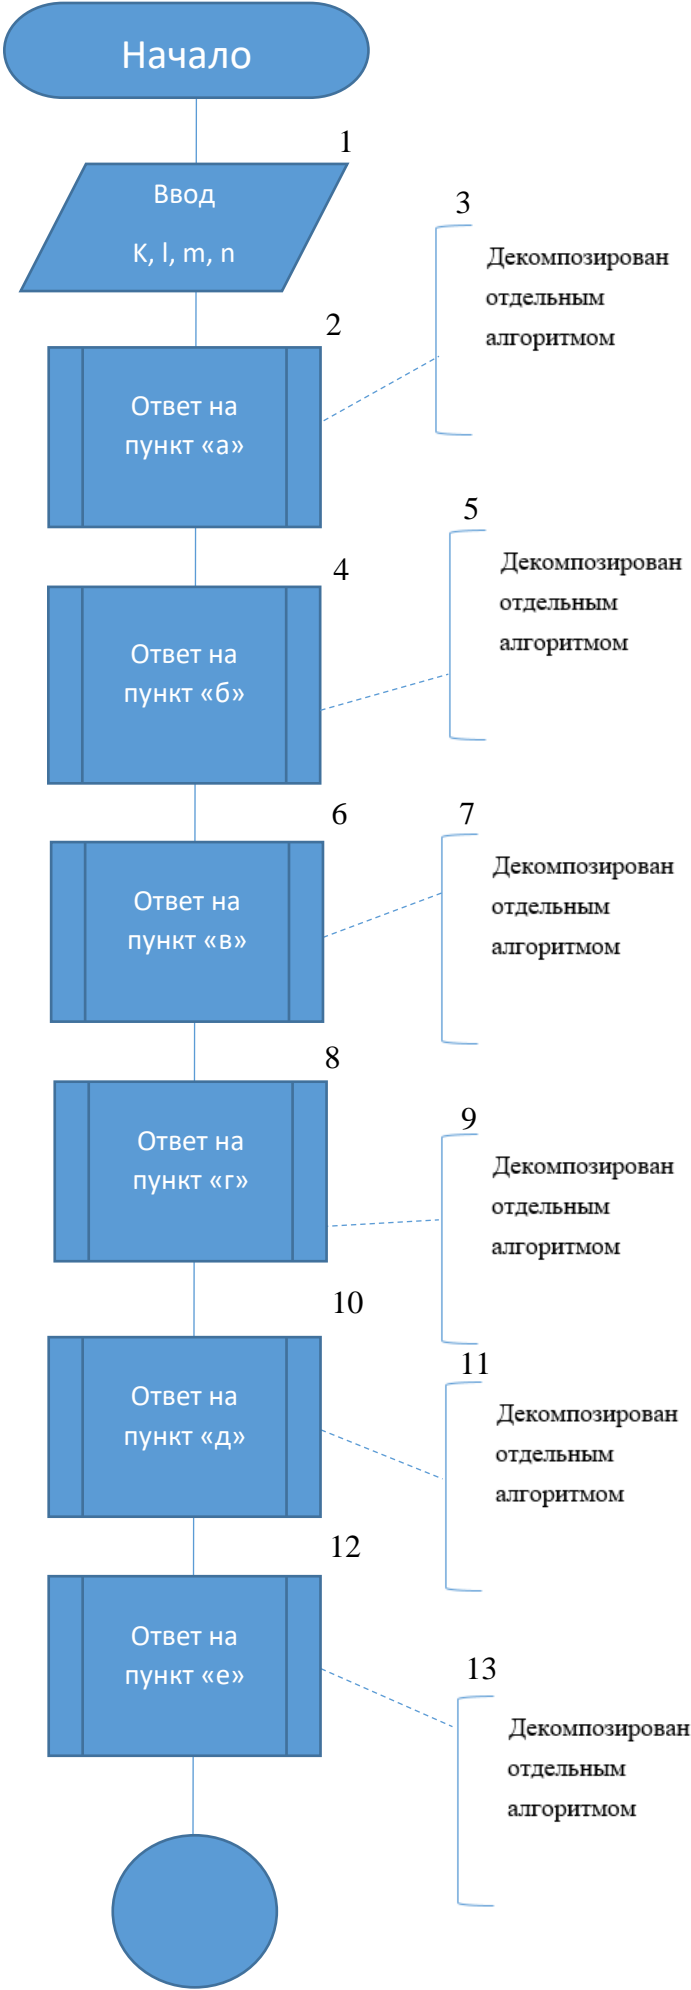 Начало
1
Ввод
K, l, m, n
3
Декомпозирован
отдельным
алгоритмом
2
Ответ на
пункт «а»
5
Декомпозирован
отдельным
алгоритмом
4
Ответ на
пункт «б»
6
7
Декомпозирован
отдельным
алгоритмом
Ответ на
пункт «в»
8
9
Декомпозирован
отдельным
алгоритмом
Ответ на
пункт «г»
10
11
Декомпозирован
отдельным
алгоритмом
Ответ на
пункт «д»
12
Ответ на
пункт «е»
13
Декомпозирован
отдельным
алгоритмом